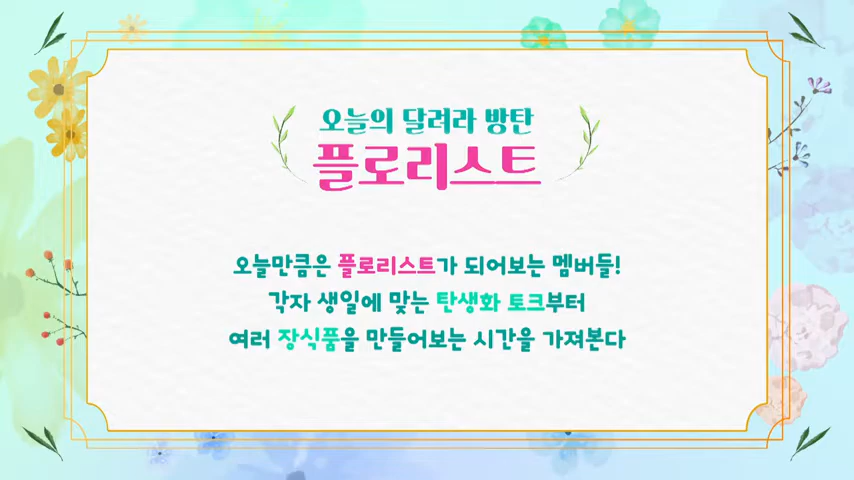 오늘의 달려라 방탄
플로리스트
오늘만큼은 플로리스트가 되어보는 멤버들!
각자 생일에 맞는 탄생화 토크부터
여러 장식품을 만들어보는 시간을 가져본다